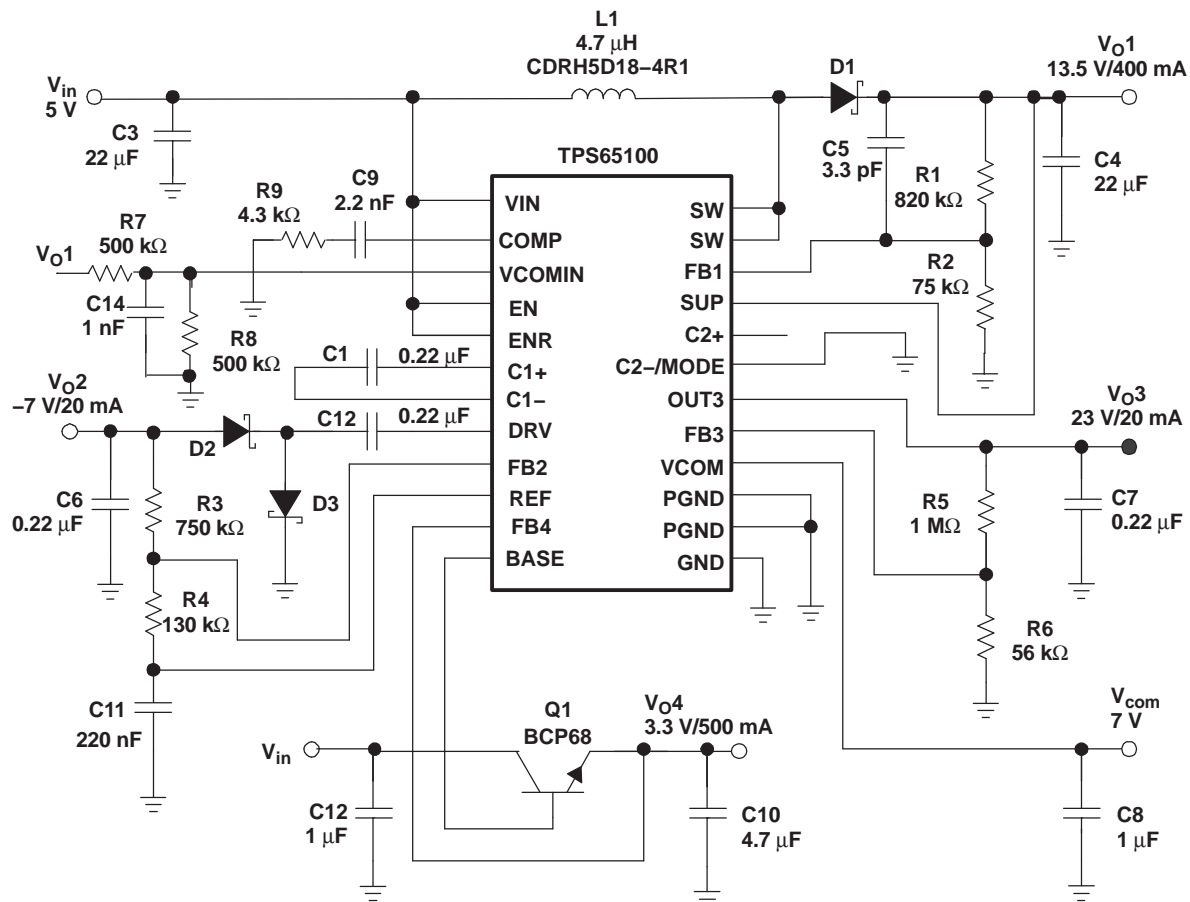 L1
4.7 μH
CDRH5D18–4R1
D1
VO1
13.5 V/400 mA
Vin
5 V
C3
22 μF
TPS65100
C5
3.3 pF
R1
820 kΩ
C4
22 μF
R9
4.3 kΩ
C9
2.2 nF
R7
500 kΩ
VO1
C14
1 nF
R8
500 kΩ
VIN
COMP
VCOMIN
EN
ENR
C1+
C1–
DRV
FB2
REF
FB4
BASE
SW
SW
FB1
SUP
C2+
C2–/MODE
OUT3
FB3
VCOM
PGND
PGND
GND
R2
75 kΩ
C1
0.22 μF
C12
0.22 μF
VO2
–7 V/20 mA
D2
D3
C6
0.22 μF
R3
750 kΩ
R4
130 kΩ
C11
220 nF
VO3
23 V/20 mA
R5
1 MΩ
C7
0.22 μF
R6
56 kΩ
Q1
BCP68
VO4
3.3 V/500 mA
Vin
C12
1 μF
C10
4.7 μF
Vcom
7 V
C8
1 μF